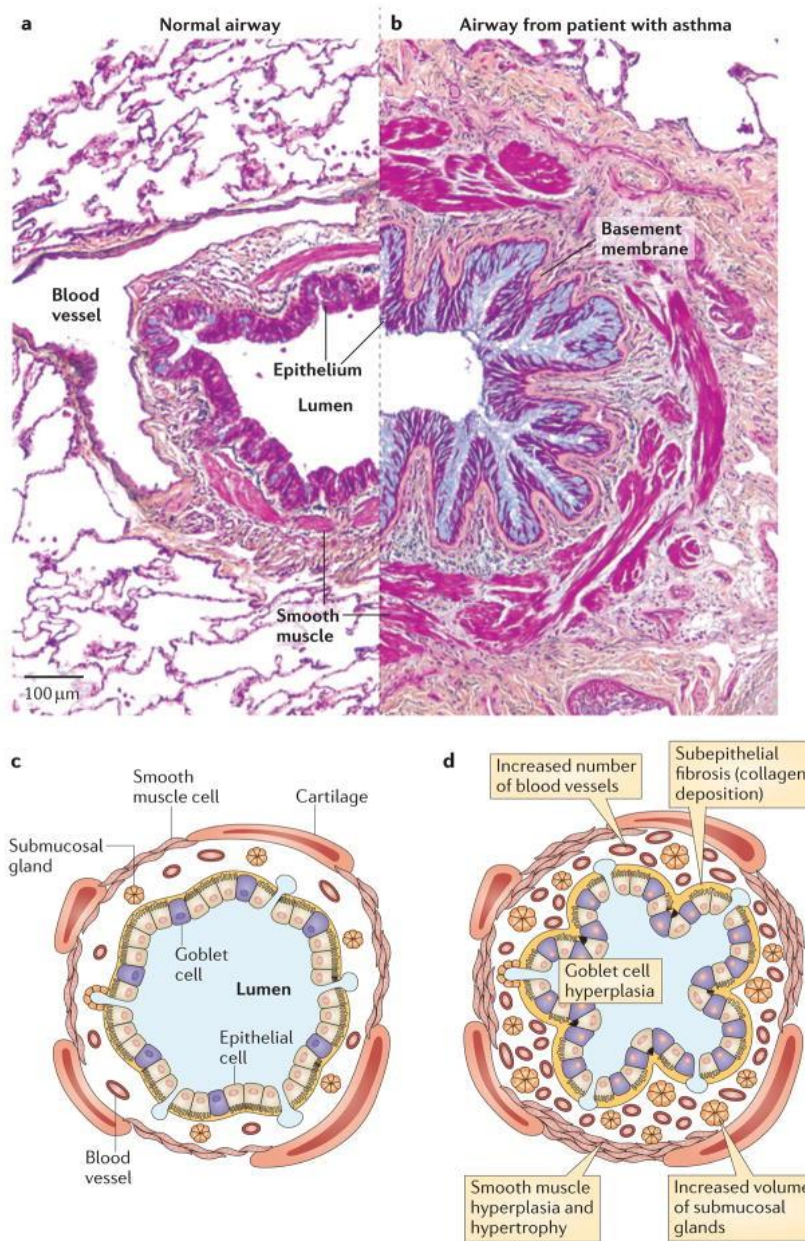 a
Normal airway
b
Airway from patient with asthma
Basement
membrane
Blood
vessel
Epithelium
Lumen
Smooth
muscle
100 µm
c
Smooth
muscle cell
Cartilage
Submucosal
gland
Goblet
cell
Lumen
Epithelial
cell
Blood
vessel
d
Increased number
of blood vessels
Subepithelial
fibrosis (collagen
deposition)
Goblet cell
hyperplasia
Smooth muscle
hyperplasia and
hypertrophy
Increased volume
of submucosal
glands